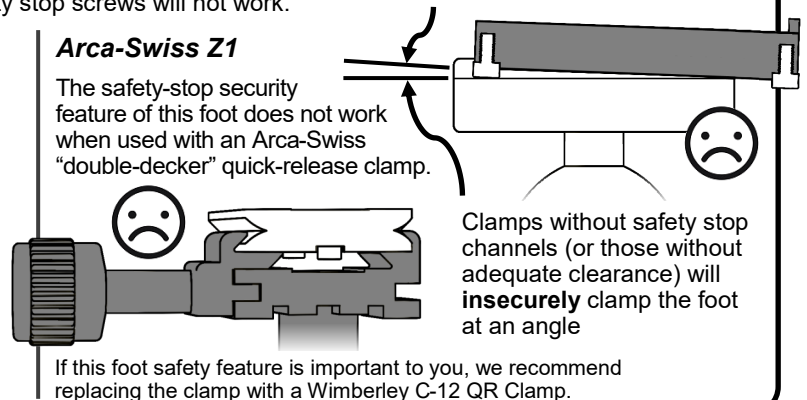 stop screws will not work.
Arca-Swiss Z1
The safety-stop security
feature of this foot does not work
when used with an Arca-Swiss
“double-decker” quick-release clamp.
Clamps without safety stop
channels (or those without
adequate clearance) will
insecurely clamp the foot
at an angle
If this foot safety feature is important to you, we recommend
replacing the clamp with a Wimberley C-12 QR Clamp.